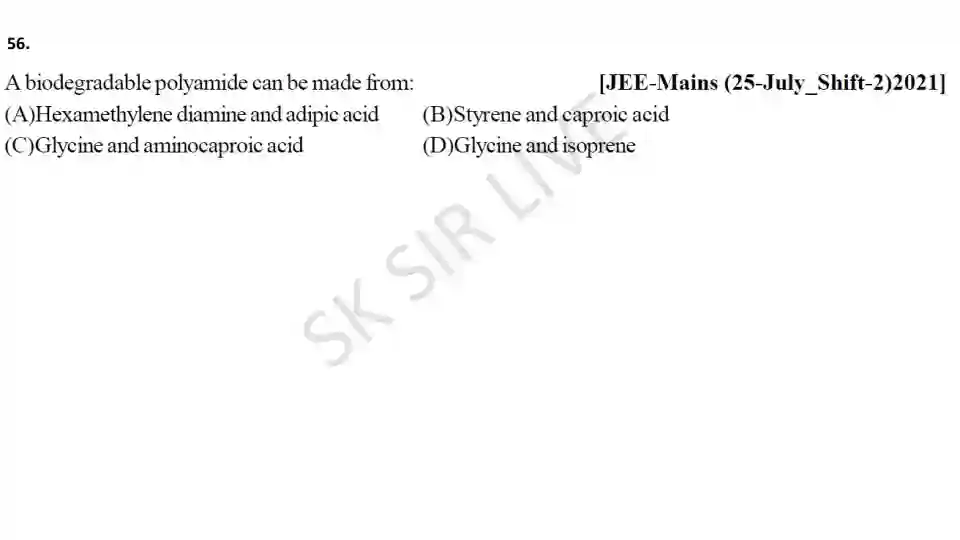 56.
A biodegradable polyamide can be made from: [JEE-Mains (25-July_Shift-2)2021]
(A)Hexamethylene diamine and adipic acid (B)Styrene and caproic acid
(C)Glycine and aminocaproic acid (D)Glycine and isoprene
SK SIR LIVE